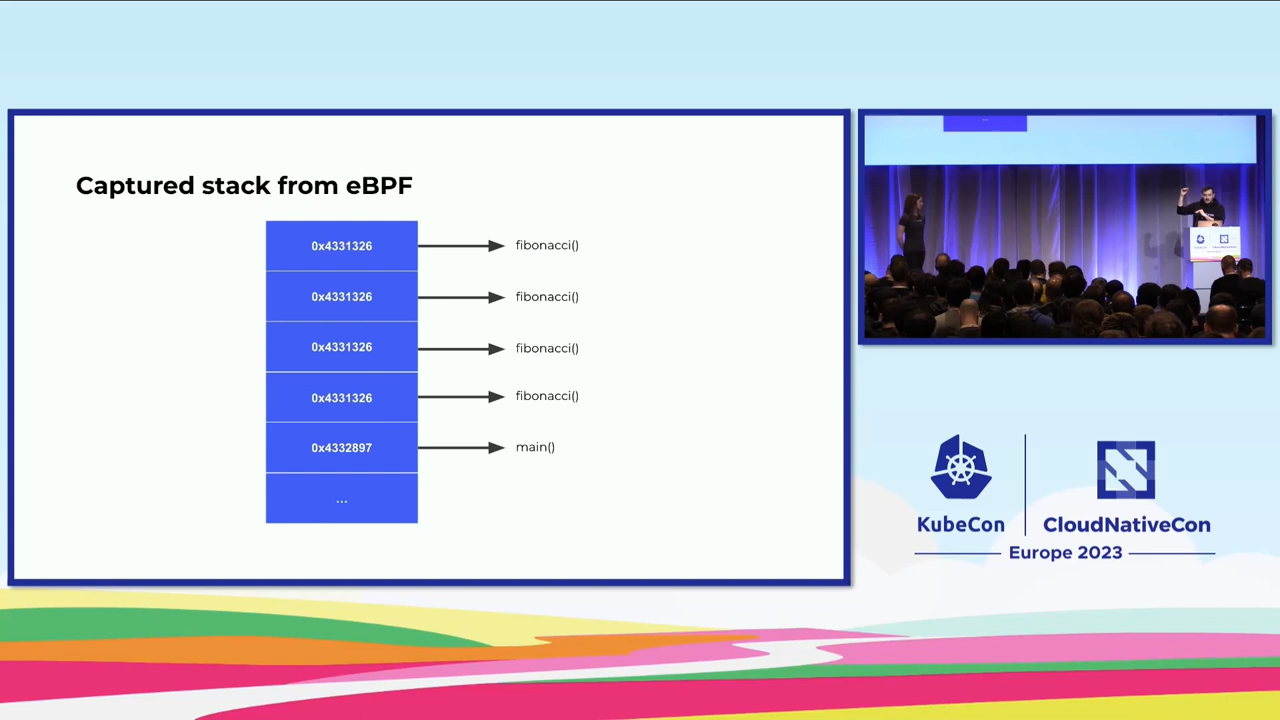 Captured stack from eBPF
0x4331326 fibonacci()
0x4331326 fibonacci()
0x4331326 fibonacci()
0x4331326 fibonacci()
0x4332897 main()
...
KubeCon CloudNativeCon
Europe 2023